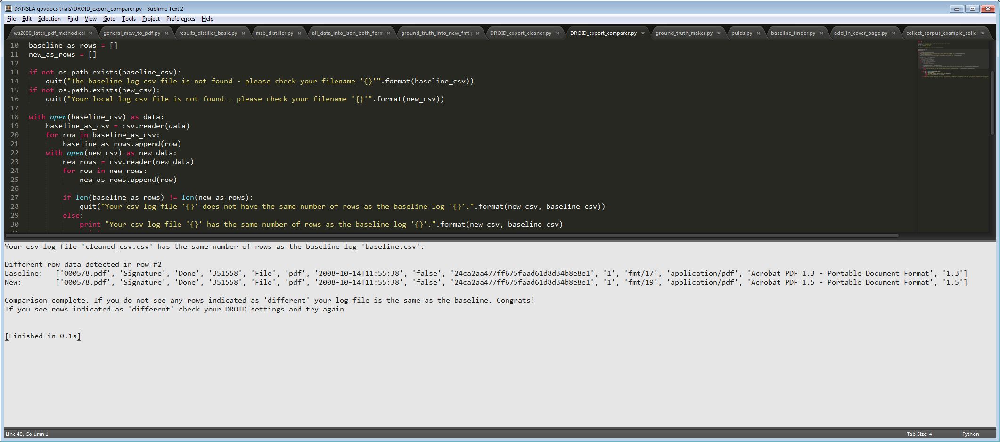 D:\NSLA govdocs trials\DROID_export_comparer.py - Sublime Text 2
File Edit Selection Find View Goto Tools Project Preferences Help
ws2000_latex_pdf_methodical × general_mcw_to_pdf.py × results_distiller_basic.py × msb_distiller.py × all_data_into_json_both_form × ground_truth_into_new_fmt. × DROID_export_cleaner.py × DROID_export_comparer.py × ground_truth_maker.py × puids.py × baseline_finder.py × add_in_cover_page.py × collect_corpus_example_colle ×
10 baseline_as_rows = []
11 new_as_rows = []
12
13 if not os.path.exists(baseline_csv):
14 quit("The baseline log csv file is not found - please check your filename '{}'".format(baseline_csv))
15 if not os.path.exists(new_csv):
16 quit("Your local log csv file is not found - please check your filename '{}'".format(new_csv))
17
18 with open(baseline_csv) as data:
19 baseline_as_csv = csv.reader(data)
20 for row in baseline_as_csv:
21 baseline_as_rows.append(row)
22 with open(new_csv) as new_data:
23 new_rows = csv.reader(new_data)
24 for row in new_rows:
25 new_as_rows.append(row)
26
27 if len(baseline_as_rows) != len(new_as_rows):
28 quit("Your csv log file '{}' does not have the same number of rows as the baseline log '{}'.".format(new_csv, baseline_csv))
29 else:
30 print "Your csv log file '{}' has the same number of rows as the baseline log '{}'.".format(new_csv, baseline_csv)
Your csv log file 'cleaned_csv.csv' has the same number of rows as the baseline log 'baseline.csv'.
Different row data detected in row #2
Baseline: ['000578.pdf', 'Signature', 'Done', '351558', 'File', 'pdf', '2008-10-14T11:55:38', 'false', '24ca2aa477ff675faad61d8d34b8e8e1', '1', 'fmt/17', 'application/pdf', 'Acrobat PDF 1.3 - Portable Document Format', '1.3']
New: ['000578.pdf', 'Signature', 'Done', '351558', 'File', 'pdf', '2008-10-14T11:55:38', 'false', '24ca2aa477ff675faad61d8d34b8e8e1', '1', 'fmt/19', 'application/pdf', 'Acrobat PDF 1.5 - Portable Document Format', '1.5']
Comparison complete. If you do not see any rows indicated as 'different' your log file is the same as the baseline. Congrats!
If you see rows indicated as 'different' check your DROID settings and try again
[Finished in 0.1s]
Line 40, Column 1 Tab Size: 4 Python